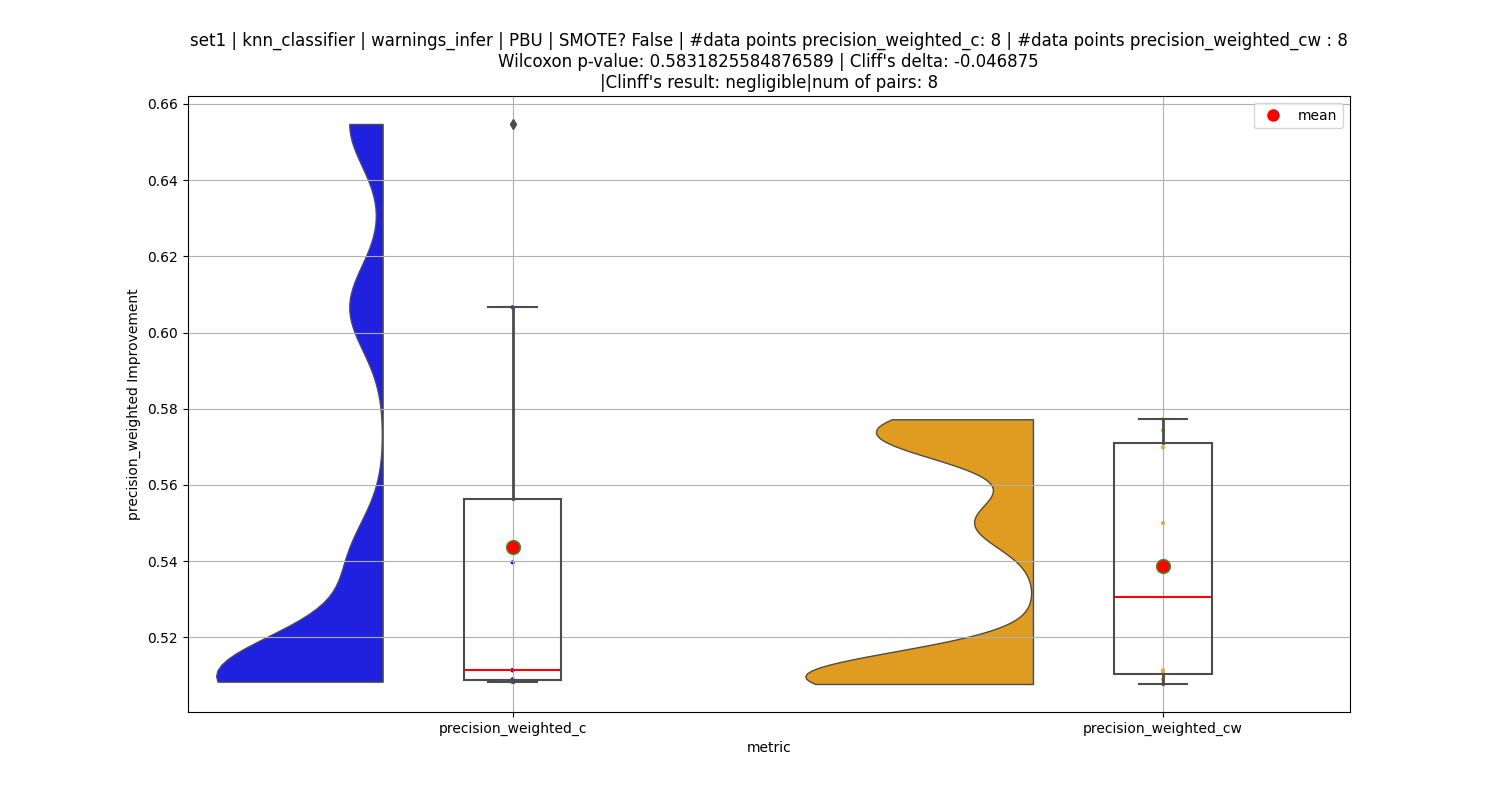 set1 | knn_classifier | warnings_infer | PBU | SMOTE? False | #data points precision_weighted_c: 8 | #data points precision_weighted_cw : 8
Wilcoxon p-value: 0.5831825584876589 | Cliff's delta: -0.046875
|Clinff's result: negligible|num of pairs: 8
mean
0.66
0.64
0.62
0.60
0.58
0.56
0.54
0.52
precision_weighted Improvement
precision_weighted_c
precision_weighted_cw
metric